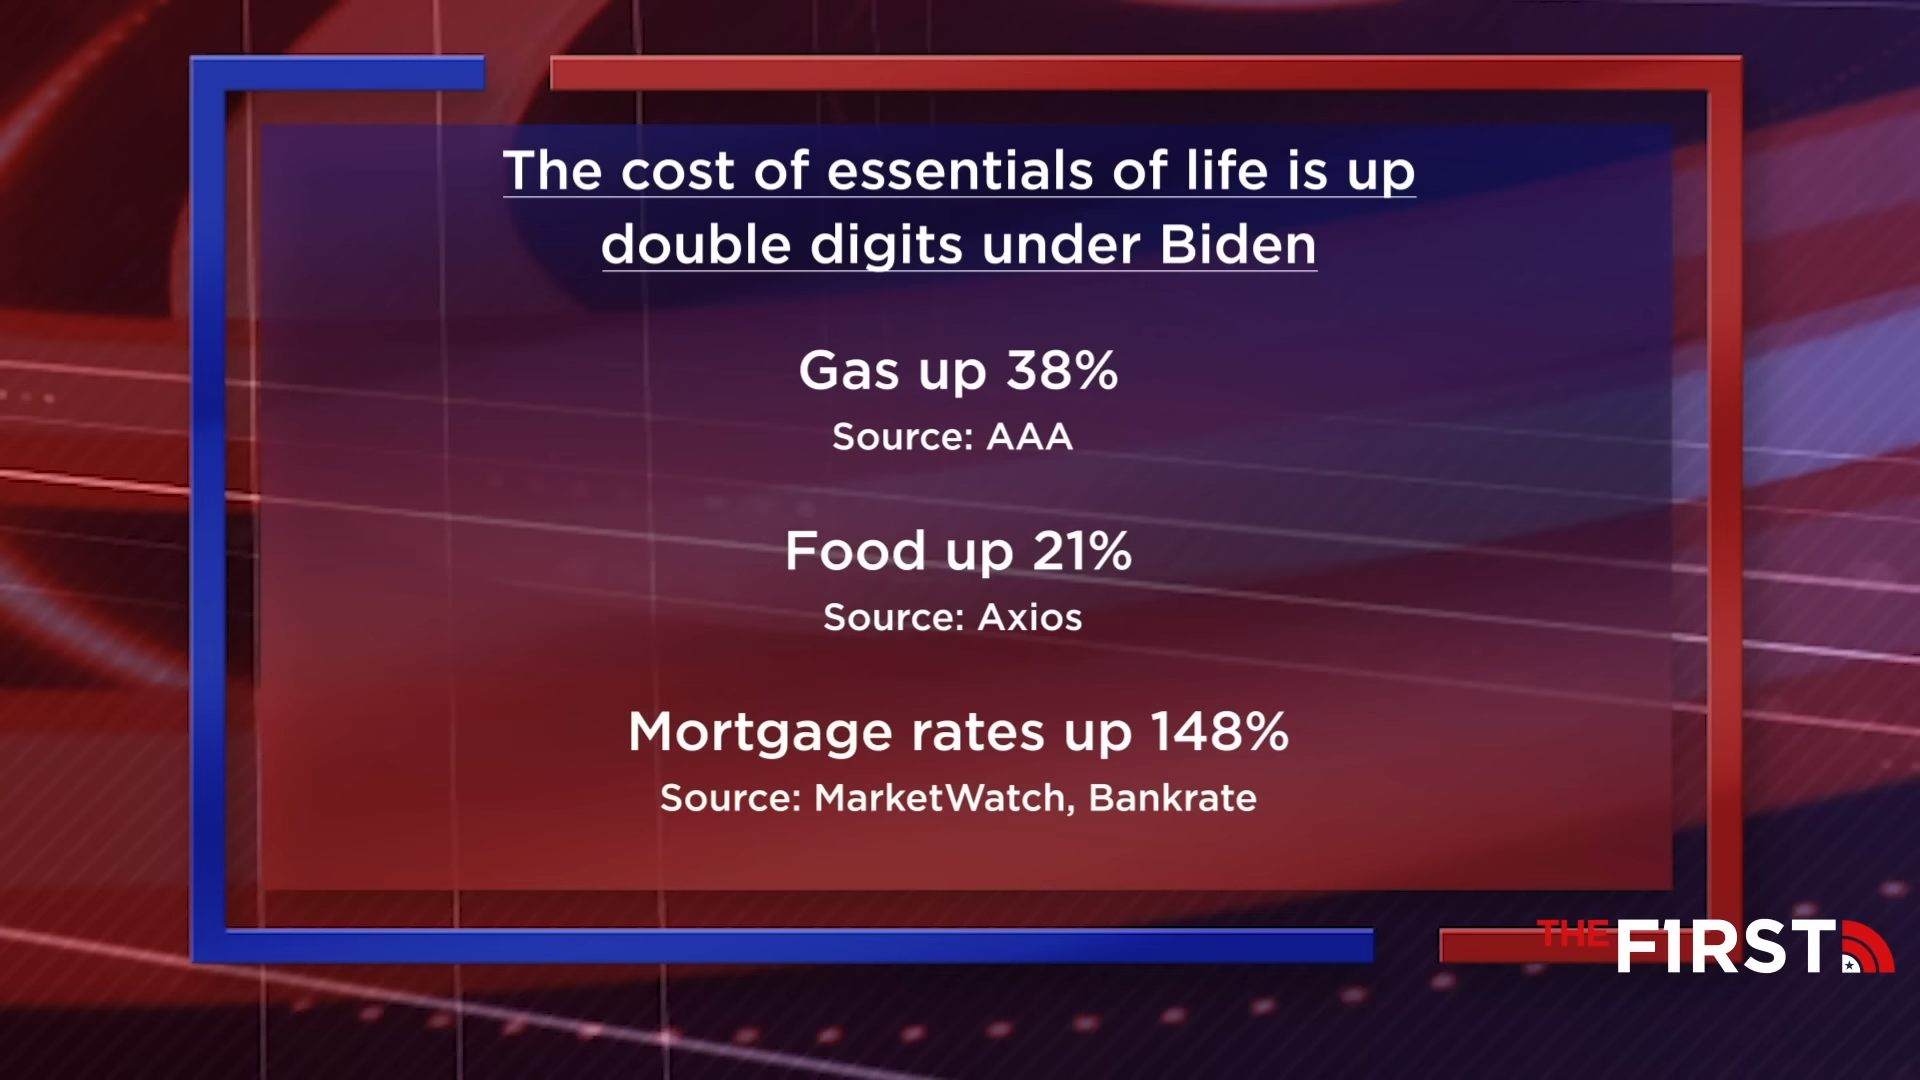 The cost of essentials of life is up
double digits under Biden
Gas up 38%
Source: AAA
Food up 21%
Source: Axios
Mortgage rates up 148%
Source: MarketWatch, Bankrate
THE F1RST